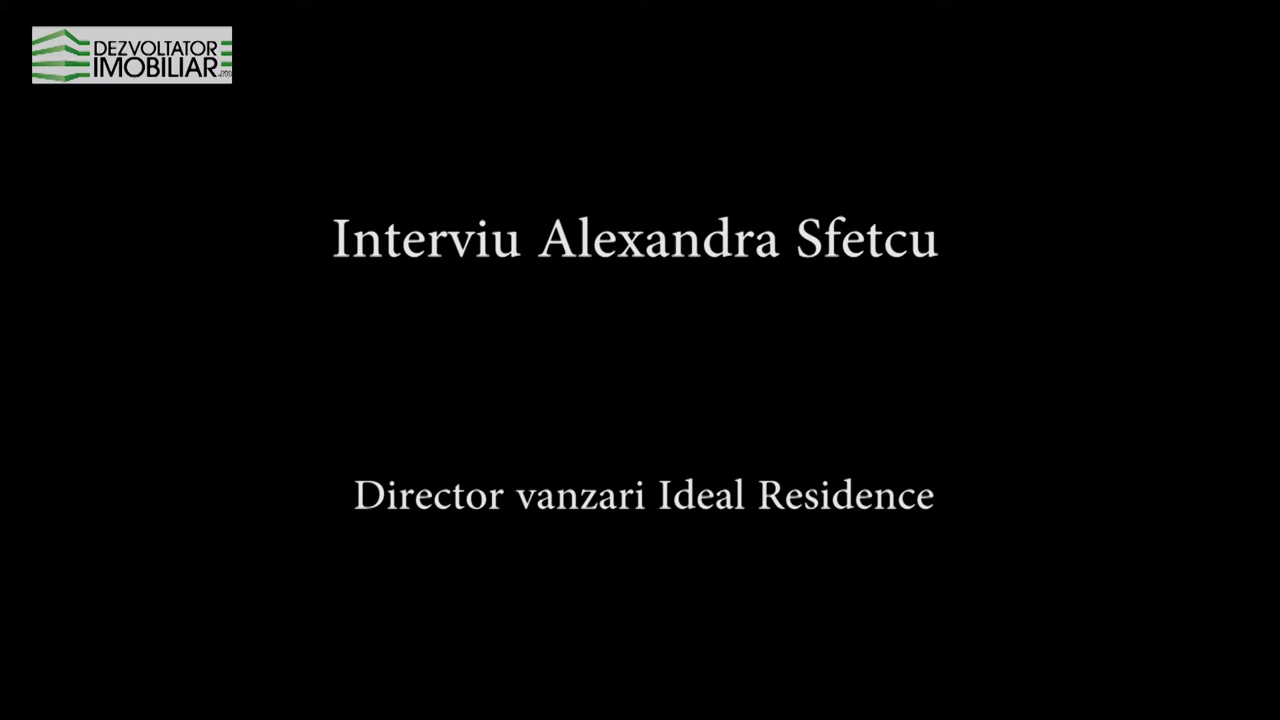 DEZVOLTATOR
IMOBILIAR
Interviu Alexandra Sfetcu
Director vanzari Ideal Residence